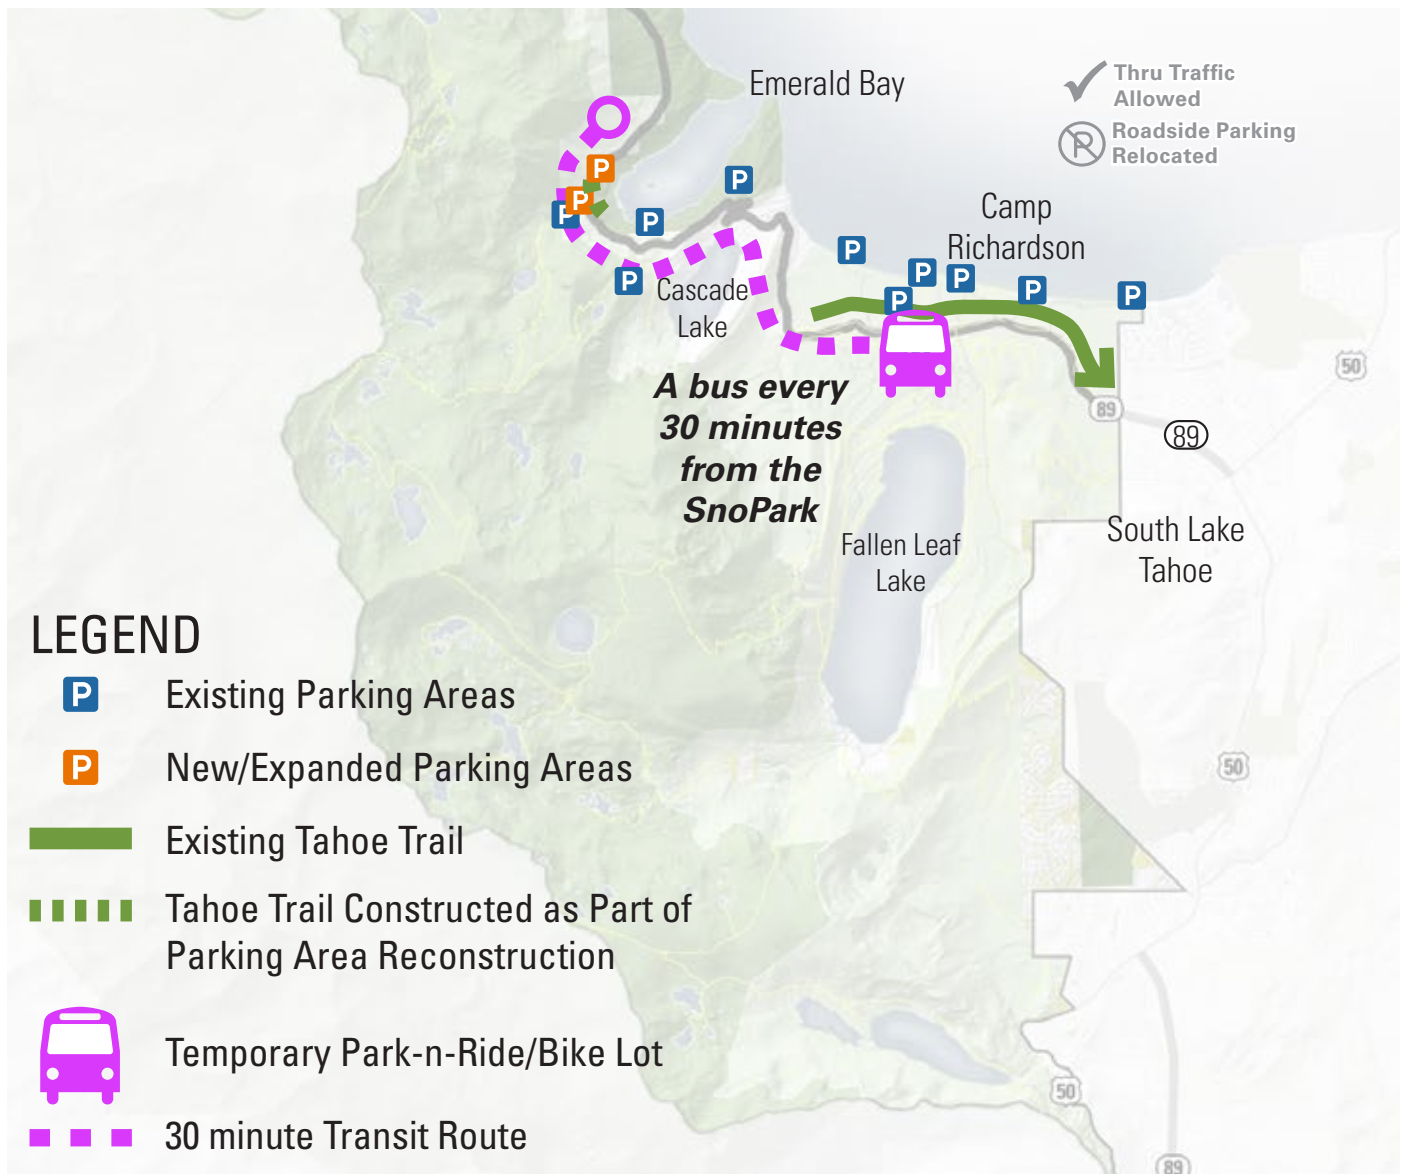 Emerald Bay
Thru Traffic
Allowed
Roadside Parking
Relocated
P
P
P
P
P
P
P
Camp
Richardson
P
P
P
P
P
P
P
Cascade
Lake
A bus every
30 minutes
from the
SnoPark
50
89
89
Fallen Leaf
Lake
South Lake
Tahoe
LEGEND
P Existing Parking Areas
P New/Expanded Parking Areas
50
Existing Tahoe Trail
Tahoe Trail Constructed as Part of
Parking Area Reconstruction
Temporary Park-n-Ride/Bike Lot
50
30 minute Transit Route
89